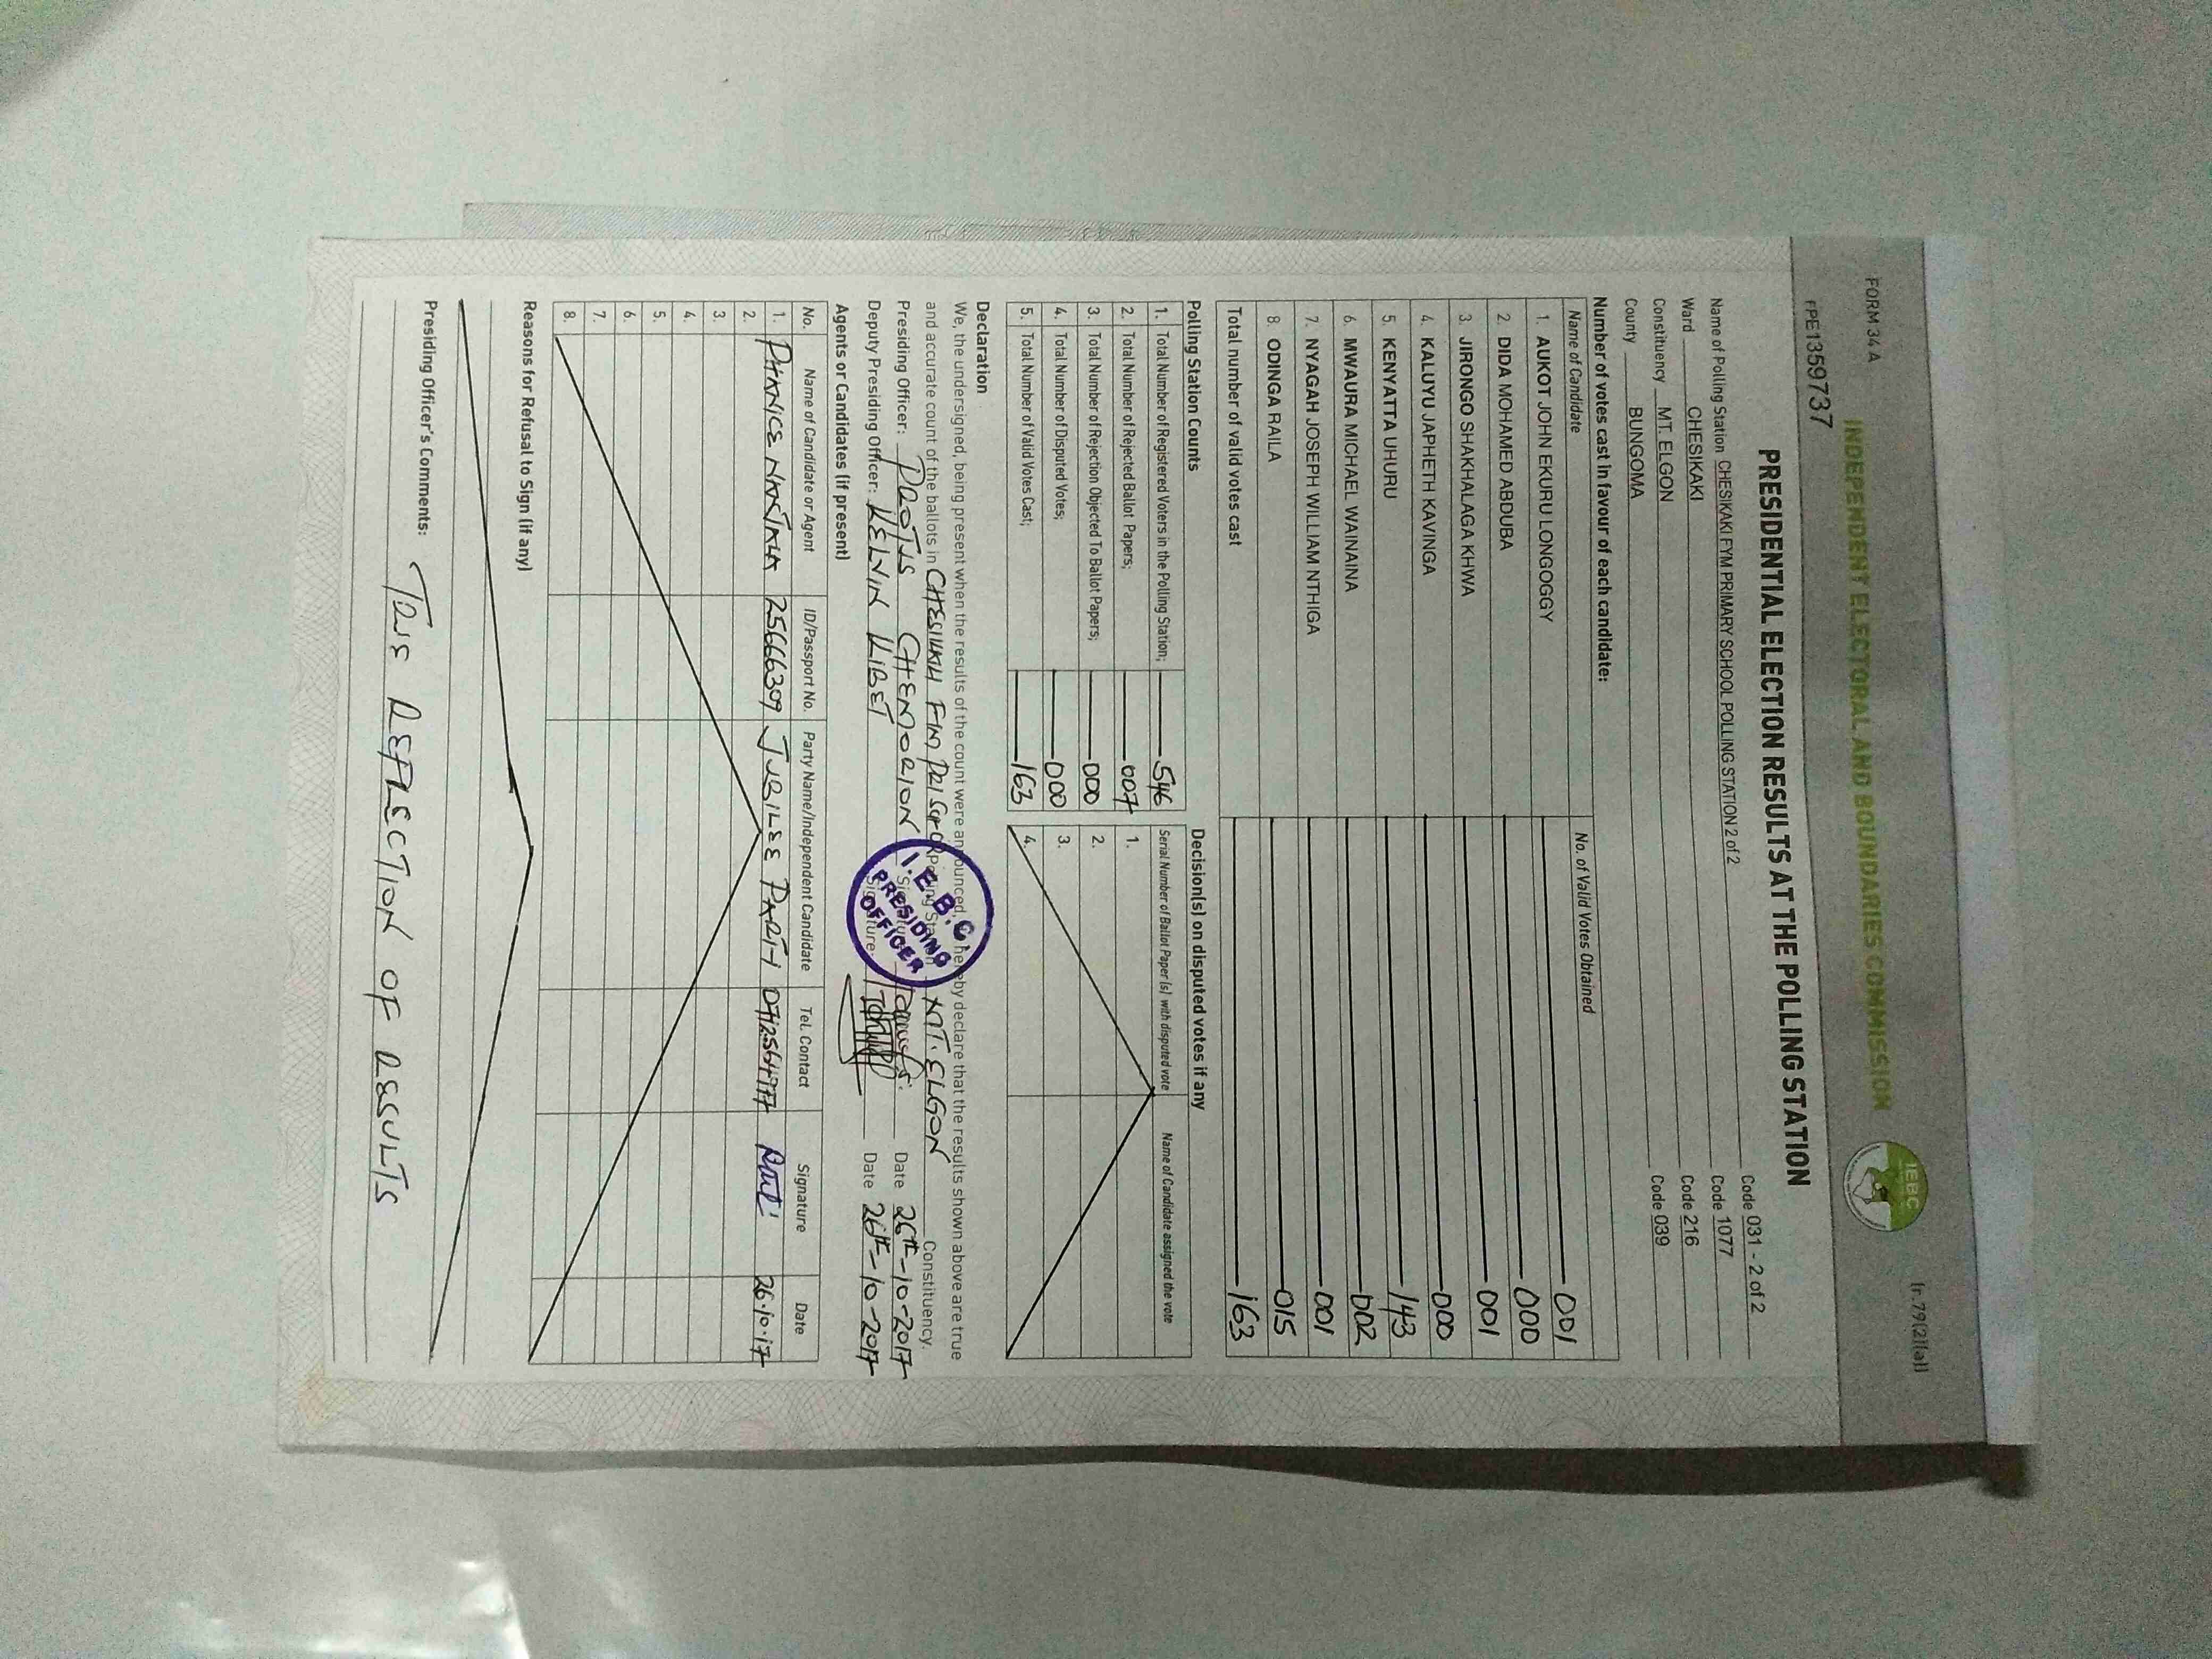 FORM 34 A
(r.79(2)(a))
INDEPENDENT ELECTORAL AND BOUNDARIES COMMISSION
IEBC
PE1359737
PRESIDENTIAL ELECTION RESULTS AT THE POLLING STATION
Name of Polling Station CHESIKAKI FYM PRIMARY SCHOOL POLLING STATION 2 of 2 Code 031 - 2 of 2
Ward CHESIKAKI Code 1077
Constituency MT. ELGON Code 216
County BUNGOMA Code 039
Number of votes cast in favour of each candidate:
Name of Candidate No. of Valid Votes Obtained
1. AUKOT JOHN EKURU LONGOGGY 001
2. DIDA MOHAMED ABDUBA 000
3. JIRONGO SHAKHALAGA KHWA 001
4. KALUYU JAPHETH KAVINGA 000
5. KENYATTA UHURU 143
6. MWAURA MICHAEL WAINAINA 002
7. NYAGAH JOSEPH WILLIAM NTHIGA 001
8. ODINGA RAILA 015
Total number of valid votes cast 163
Polling Station Counts
1. Total Number of Registered Voters in the Polling Station; 546
2. Total Number of Rejected Ballot Papers; 007
3. Total Number of Rejection Objected To Ballot Papers; 000
4. Total Number of Disputed Votes; 000
5. Total Number of Valid Votes Cast; 163
Decision(s) on disputed votes if any
Serial Number of Ballot Paper (s) with disputed vote Name of Candidate assigned the vote
1.
2.
3.
4.
Declaration
We, the undersigned, being present when the results of the count were announced, hereby declare that the results shown above are true
and accurate count of the ballots in CHESIKAKI FYM PRI SCH Polling Station MT. ELGON Constituency.
Presiding Officer: PROTUS CHEMORION Signature: Date 26th-10-2017
Deputy Presiding Officer: KELVIN KIBET Signature: Date 26th-10-2017
I.E.B.C
PRESIDING
OFFICER
Agents or Candidates (if present)
No. Name of Candidate or Agent ID/Passport No. Party Name/Independent Candidate Tel. Contact Signature Date
1. 25666309 JUBILEE PARTY 26.10.17
2.
3.
4.
5.
6.
7.
8.
Reasons for Refusal to Sign (if any)
Presiding Officer's Comments: THIS REFLECTION OF RESULTS